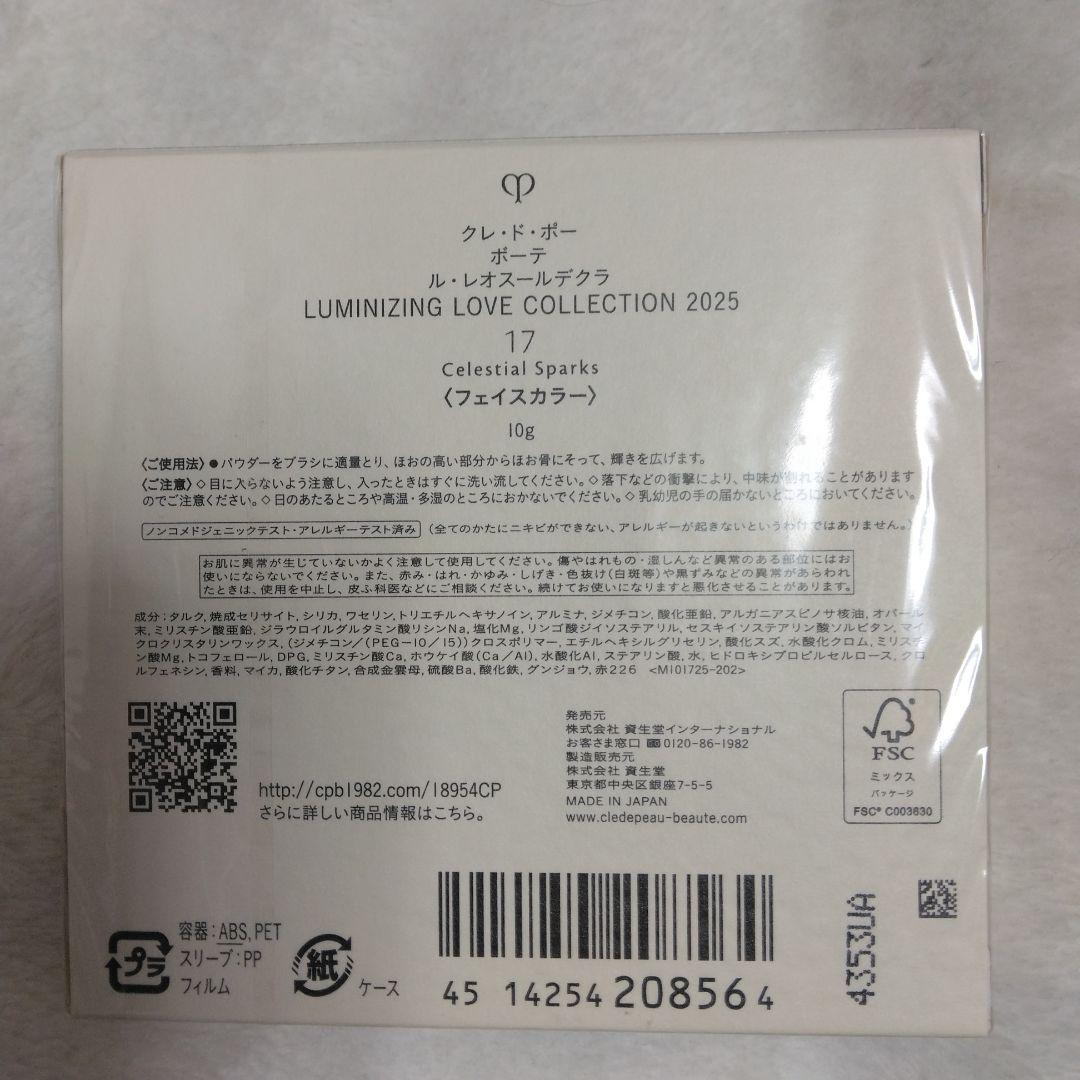 クレ・ド・ポー
ボーテ
ル・レオスールデクラ
LUMINIZING LOVE COLLECTION 2025
17
Celestial Sparks
〈フェイスカラー〉
10g
〈ご使用法〉●パウダーをブラシに適量とり、ほおの高い部分からほお骨にそって、輝きを広げます。
〈ご注意〉◇目に入らないよう注意し、入ったときはすぐに洗い流してください。◇落下などの衝撃により、中味が割れることがあります
のでご注意ください。◇日のあたるところや高温・多湿のところにおかないでください。◇乳幼児の手の届かないところにおいてください。
ノンコメドジェニックテスト・アレルギーテスト済み（全てのかたにニキビができない、アレルギーが起きないというわけではありません。）
お肌に異常が生じていないかよく注意して使用してください。傷やはれもの・湿しんなど異常のある部位にはお
使いにならないでください。また、赤み・はれ・かゆみ・しげき・色抜け(白斑等)や黒ずみなどの異常があらわれ
たときは、使用を中止し、皮ふ科医などにご相談ください。続けてお使いになりますと悪化することがあります。
成分：タルク, 焼成セリサイト, シリカ, ワセリン, トリエチルヘキサノイン, アルミナ, ジメチコン, 酸化亜鉛, アルガニアスピノサ核油, オパール
末, ミリスチン酸亜鉛, ジラウロイルグルタミン酸リシンNa, 塩化Mg, リンゴ酸ジイソステアリル, セスキイソステアリン酸ソルビタン, マイ
クロクリスタリンワックス, (ジメチコン/(PEG-10/15))クロスポリマー, エチルヘキシルグリセリン, 酸化スズ, 水酸化クロム, ミリスチ
ン酸Mg, トコフェロール, DPG, ミリスチン酸Ca, ホウケイ酸(Ca/Al), 水酸化Al, ステアリン酸, 水, ヒドロキシプロピルセルロース, クロ
ルフェネシン, 香料, マイカ, 酸化チタン, 合成金雲母, 硫酸Ba, 酸化鉄, グンジョウ, 赤226 <MI01725-202>
発売元
株式会社 資生堂インターナショナル
お客さま窓口 0120-86-1982
製造販売元
株式会社 資生堂
東京都中央区銀座7-5-5
MADE IN JAPAN
www.cledepeau-beaute.com
http://cpb1982.com/18954CP
さらに詳しい商品情報はこちら。
FSC
ミックス
パッケージ
FSC® C003630
プラ
容器：ABS, PET
スリーブ：PP
フィルム
紙
ケース
45 14254 208564
4353UA